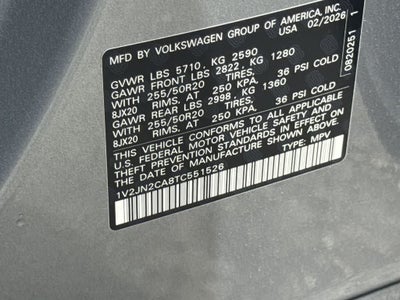 MFD BY VOLKSWAGEN GROUP OF AMERICA, INC.
USA 02/2026
GVWR LBS 5710, KG 2590
GAWR FRONT LBS 2822, KG 1280
WITH 255/50R20 TIRES,
8JX20 RIMS, AT 250 KPA, 36 PSI COLD
GAWR REAR LBS 2998, KG 1360
WITH 255/50R20 TIRES,
8JX20 RIMS, AT 250 KPA, 36 PSI COLD
THIS VEHICLE CONFORMS TO ALL APPLICABLE
U.S. FEDERAL MOTOR VEHICLE SAFETY AND
THEFT PREVENTION STANDARDS IN EFFECT ON
THE DATE OF MANUFACTURE SHOWN ABOVE.
1V2JN2CA8TC551526 TYPE: MPV
0820251 1